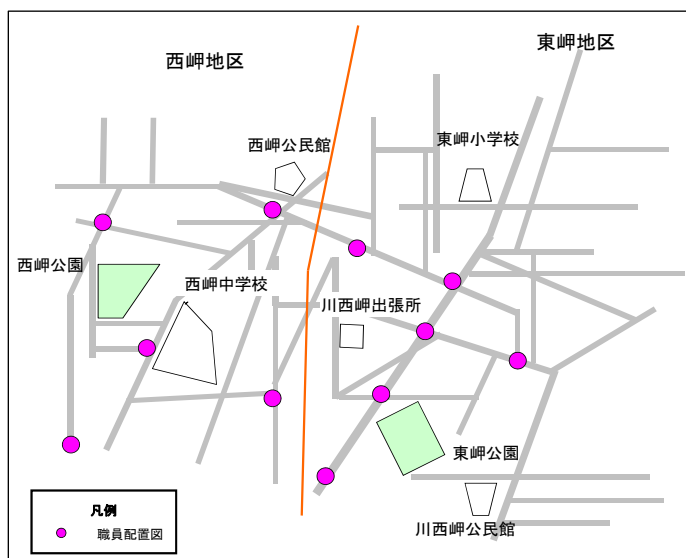 西岬地区
東岬地区
西岬公民館
東岬小学校
西岬公園
西岬中学校
川西岬出張所
東岬公園
川西岬公民館
凡例
職員配置図